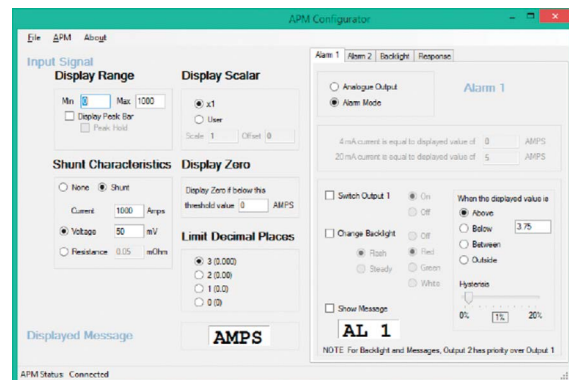 APM Configurator
File APM About
Input Signal
Display Range
Min 0 Max 1000
Display Peak Bar
Peak Hold
Display Scalar
x1
User
Scale 1 Offset 0
Shunt Characteristics
None Shunt
Current 1000 Amps
Voltage 50 mV
Resistance 0.05 mOhm
Display Zero
Display Zero if below this
threshold value 0 AMPS
Limit Decimal Places
3 (0.000)
2 (0.00)
1 (0.0)
0 (0)
Displayed Message
AMPS
Alarm 1 Alarm 2 Backlight Response
Analogue Output
Alarm Mode
Alarm 1
4 mA current is equal to displayed value of 0 AMPS
20 mA current is equal to displayed value of 5 AMPS
Switch Output 1
On
Off
Change Backlight
Off
Flash Red
Steady Green
White
Show Message
AL 1
When the displayed value is
Above
Below 3.75
Between
Outside
Hysteresis
0% 1% 20%
NOTE For Backlight and Messages, Output 2 has priority over Output 1
APM Status: Connected